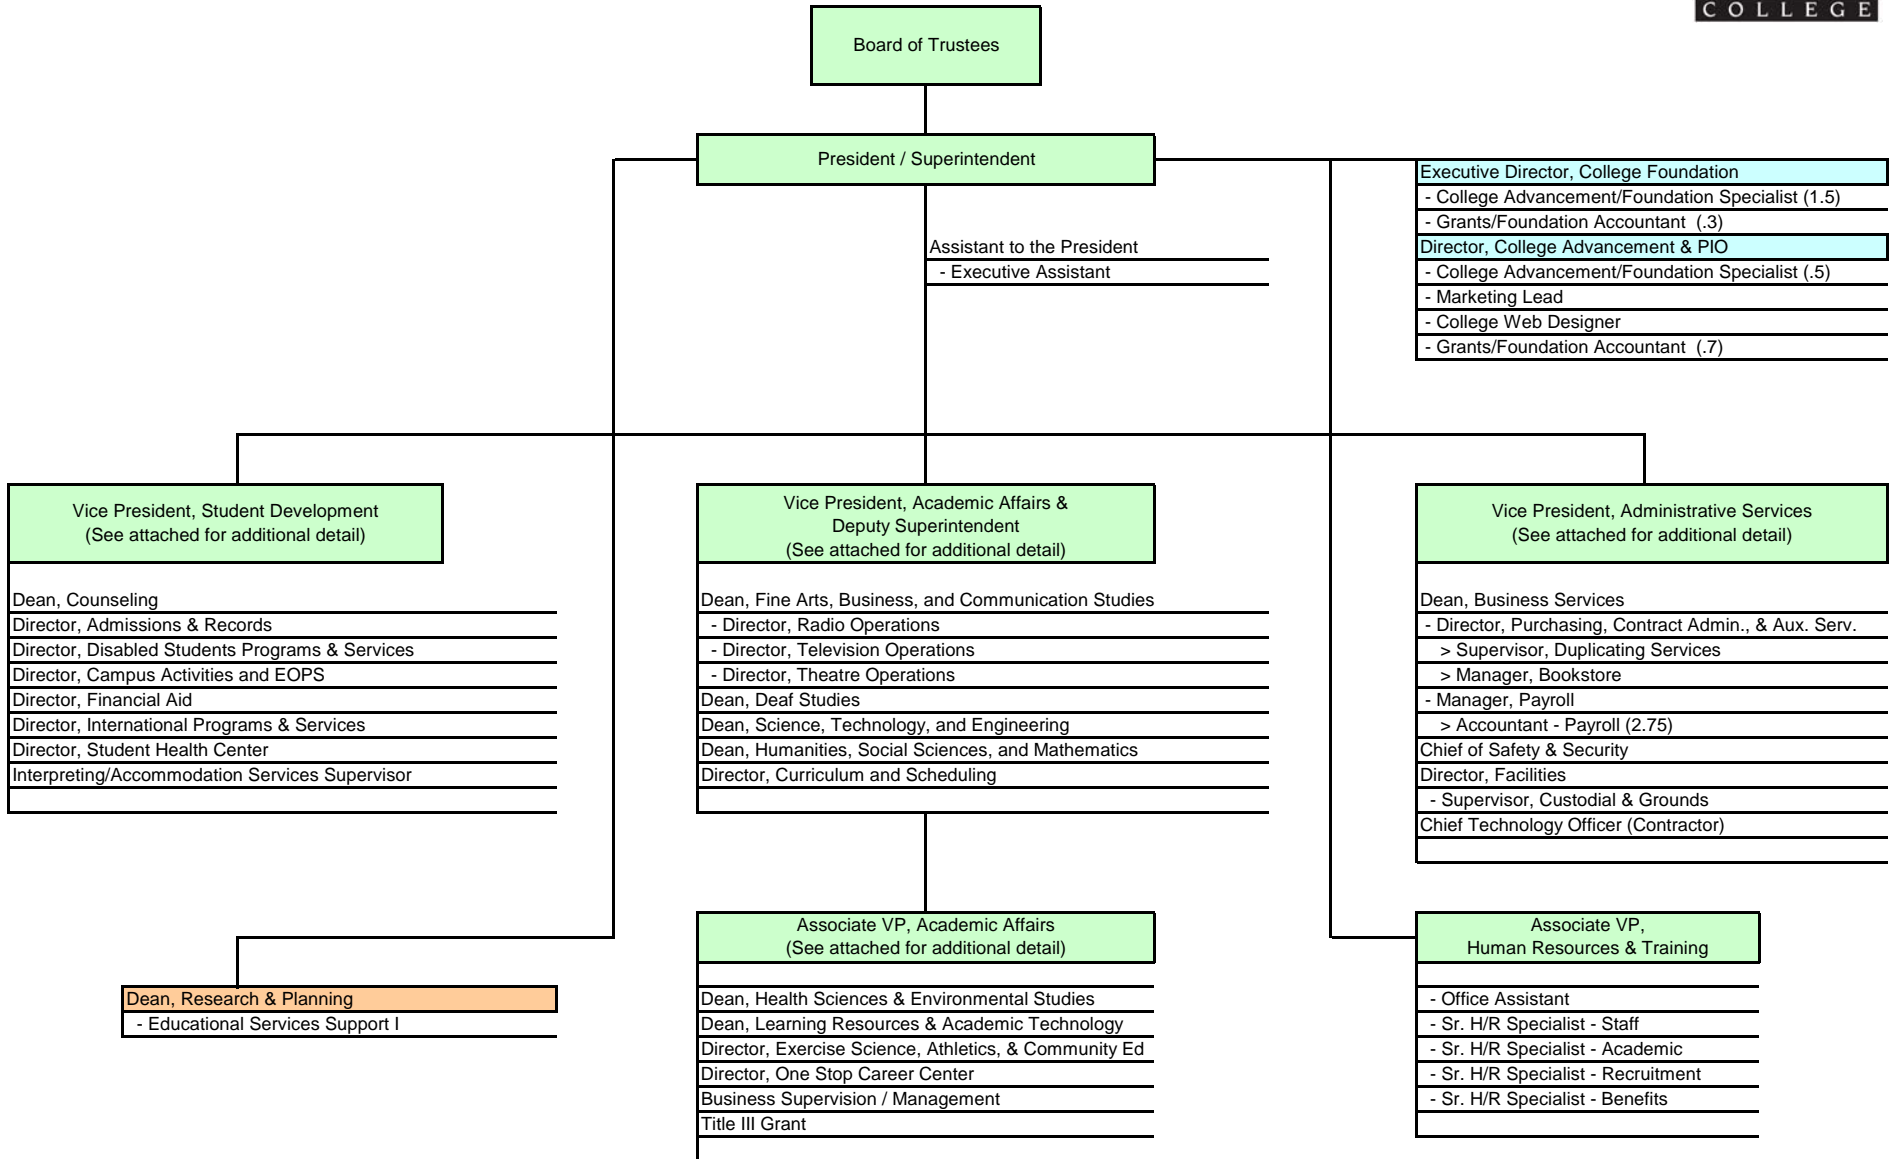 COLLEGE
Board of Trustees
President / Superintendent
Executive Director, College Foundation
- College Advancement/Foundation Specialist (1.5)
- Grants/Foundation Accountant  (.3)
Director, College Advancement & PIO
- College Advancement/Foundation Specialist (.5)
- Marketing Lead
- College Web Designer
- Grants/Foundation Accountant  (.7)
Assistant to the President
- Executive Assistant
Vice President, Student Development
(See attached for additional detail)
Dean, Counseling
Director, Admissions & Records
Director, Disabled Students Programs & Services
Director, Campus Activities and EOPS
Director, Financial Aid
Director, International Programs & Services
Director, Student Health Center
Interpreting/Accommodation Services Supervisor
Vice President, Academic Affairs &
Deputy Superintendent
(See attached for additional detail)
Dean, Fine Arts, Business, and Communication Studies
- Director, Radio Operations
- Director, Television Operations
- Director, Theatre Operations
Dean, Deaf Studies
Dean, Science, Technology, and Engineering
Dean, Humanities, Social Sciences, and Mathematics
Director, Curriculum and Scheduling
Vice President, Administrative Services
(See attached for additional detail)
Dean, Business Services
- Director, Purchasing, Contract Admin., & Aux. Serv.
> Supervisor, Duplicating Services
> Manager, Bookstore
- Manager, Payroll
> Accountant - Payroll (2.75)
Chief of Safety & Security
Director, Facilities
- Supervisor, Custodial & Grounds
Chief Technology Officer (Contractor)
Dean, Research & Planning
- Educational Services Support I
Associate VP, Academic Affairs
(See attached for additional detail)
Dean, Health Sciences & Environmental Studies
Dean, Learning Resources & Academic Technology
Director, Exercise Science, Athletics, & Community Ed
Director, One Stop Career Center
Business Supervision / Management
Title III Grant
Associate VP,
Human Resources & Training
- Office Assistant
- Sr. H/R Specialist - Staff
- Sr. H/R Specialist - Academic
- Sr. H/R Specialist - Recruitment
- Sr. H/R Specialist - Benefits